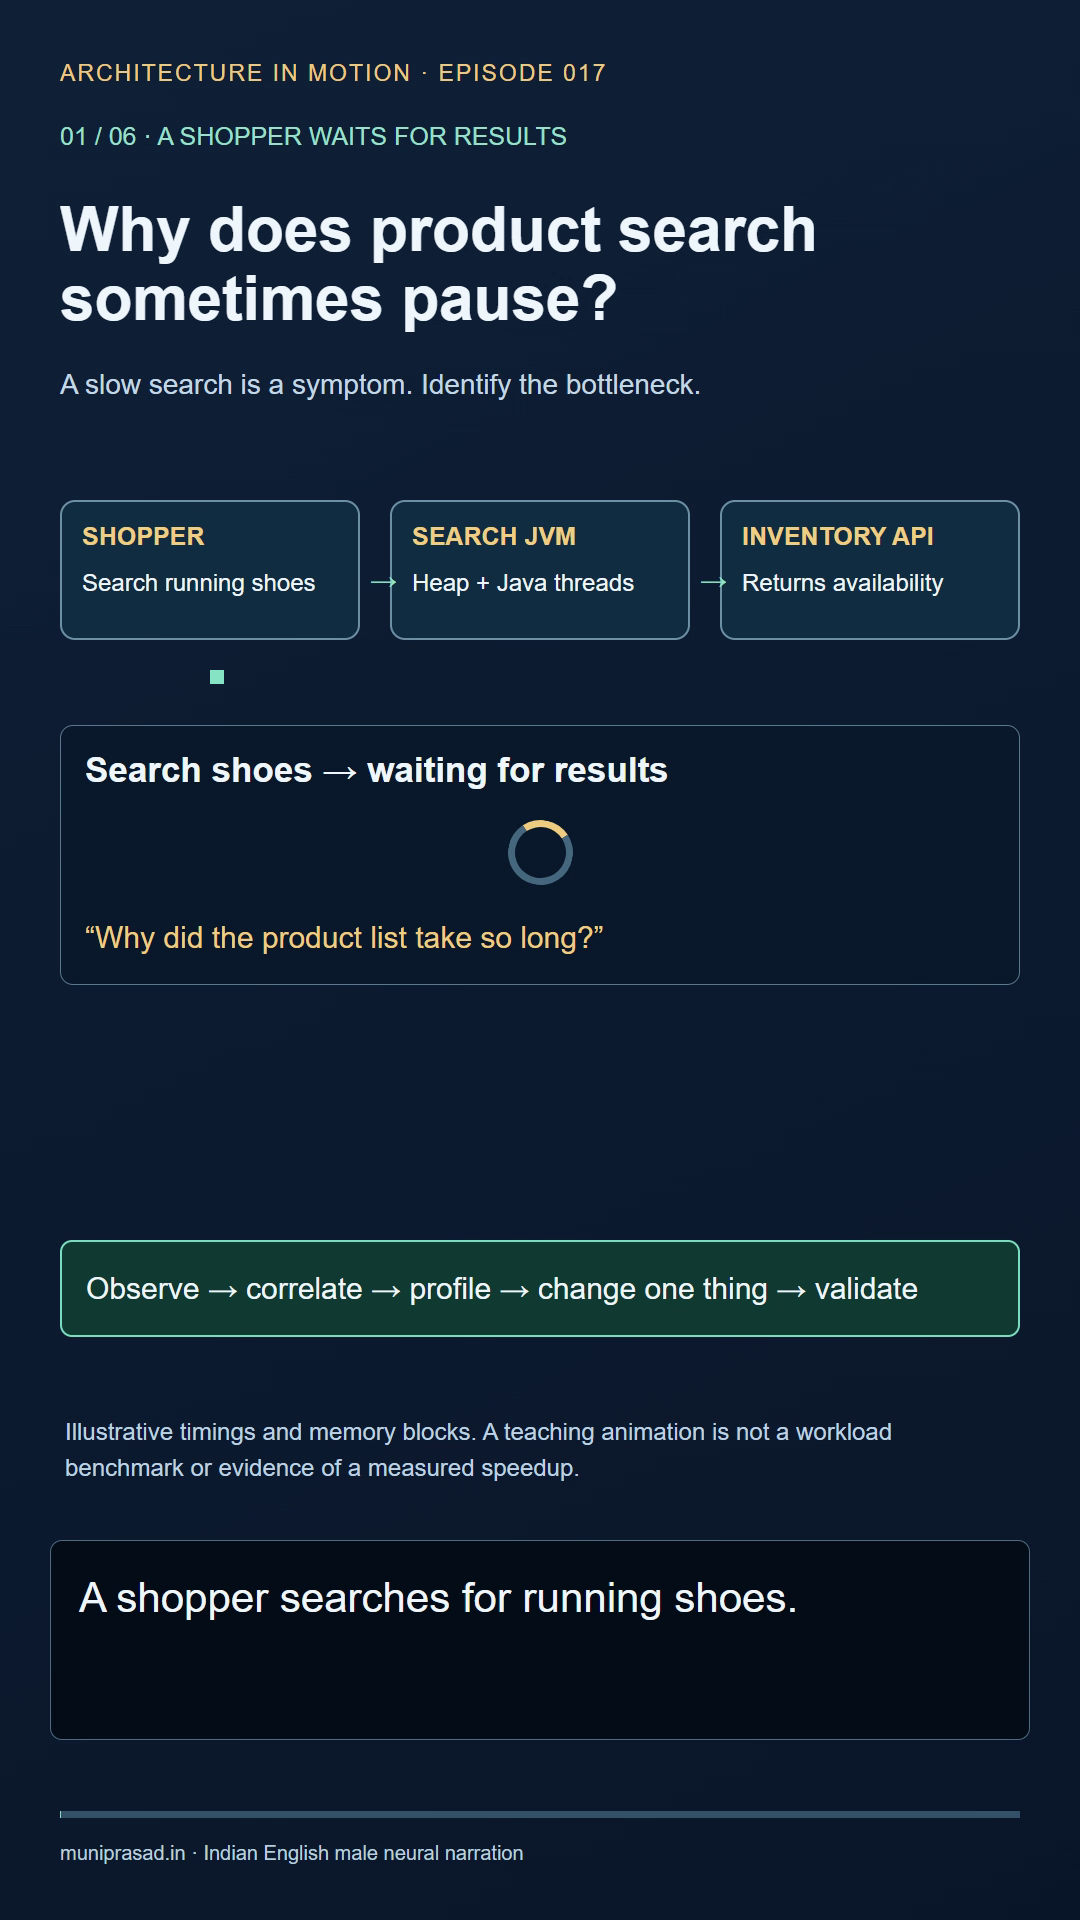 ARCHITECTURE IN MOTION · EPISODE 017
01 / 06 · A SHOPPER WAITS FOR RESULTS
Why does product search
sometimes pause?
A slow search is a symptom. Identify the bottleneck.
SHOPPER
Search running shoes
→
SEARCH JVM
Heap + Java threads
→
INVENTORY API
Returns availability
Search shoes → waiting for results
“Why did the product list take so long?”
Observe → correlate → profile → change one thing → validate
Illustrative timings and memory blocks. A teaching animation is not a workload
benchmark or evidence of a measured speedup.
A shopper searches for running shoes.
muniprasad.in · Indian English male neural narration